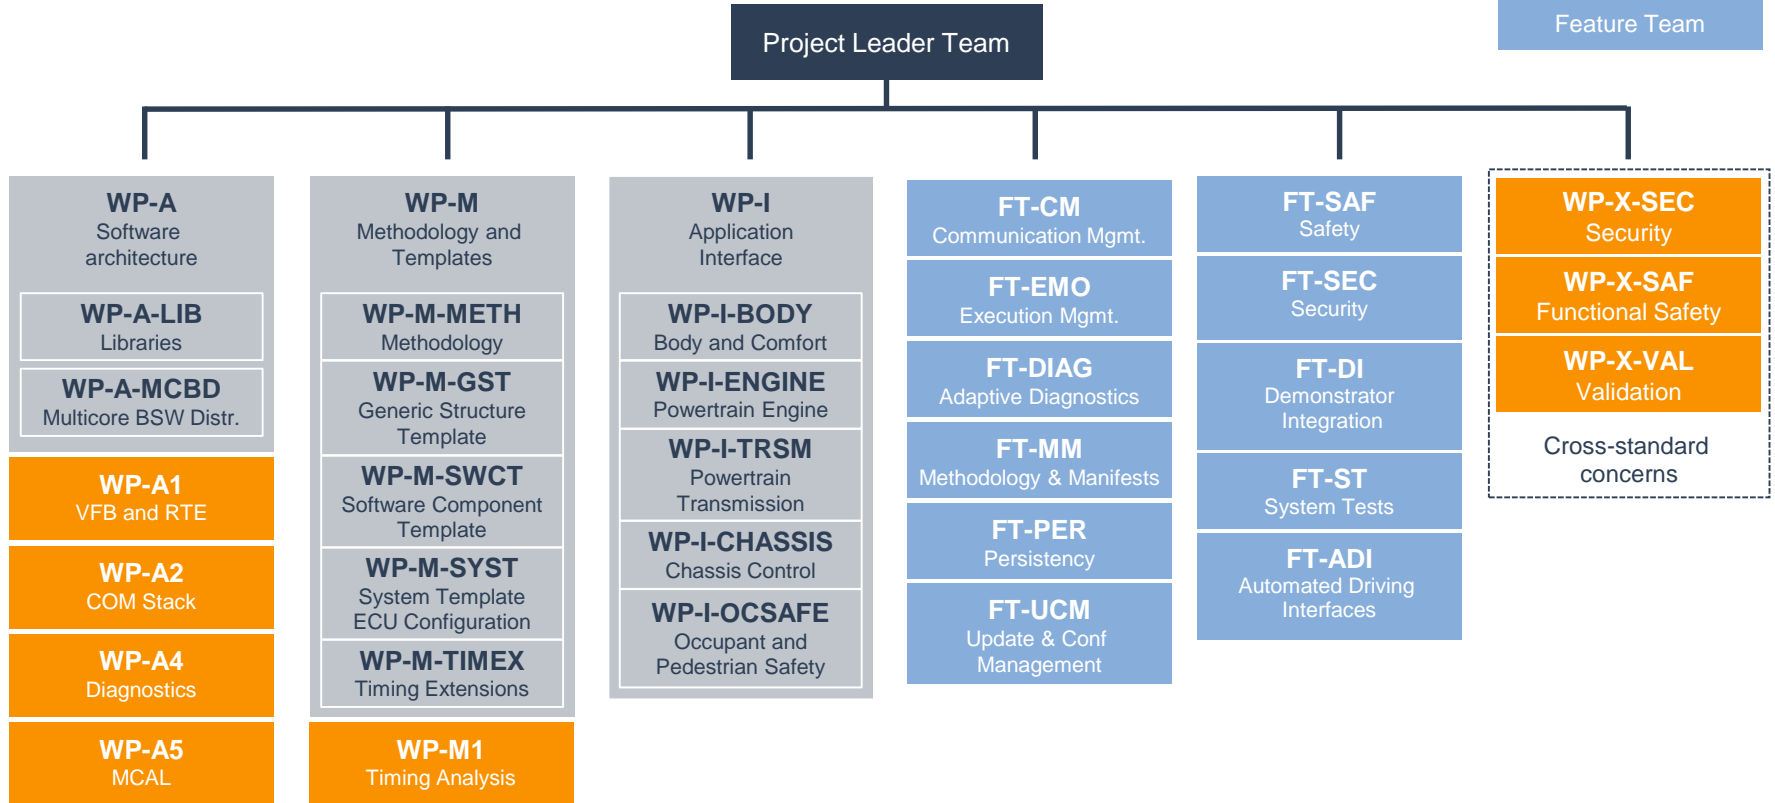 Project Leader Team
Feature Team
WP-A
Software
architecture
WP-A-LIB
Libraries
WP-A-MCBD
Multicore BSW Distr.
WP-A1
VFB and RTE
WP-A2
COM Stack
WP-A4
Diagnostics
WP-A5
MCAL
WP-M
Methodology and
Templates
WP-M-METH
Methodology
WP-M-GST
Generic Structure
Template
WP-M-SWCT
Software Component
Template
WP-M-SYST
System Template
ECU Configuration
WP-M-TIMEX
Timing Extensions
WP-M1
Timing Analysis
WP-I
Application
Interface
WP-I-BODY
Body and Comfort
WP-I-ENGINE
Powertrain Engine
WP-I-TRSM
Powertrain
Transmission
WP-I-CHASSIS
Chassis Control
WP-I-OCSAFE
Occupant and
Pedestrian Safety
FT-CM
Communication Mgmt.
FT-EMO
Execution Mgmt.
FT-DIAG
Adaptive Diagnostics
FT-MM
Methodology & Manifests
FT-PER
Persistency
FT-UCM
Update & Conf
Management
FT-SAF
Safety
FT-SEC
Security
FT-DI
Demonstrator
Integration
FT-ST
System Tests
FT-ADI
Automated Driving
Interfaces
WP-X-SEC
Security
WP-X-SAF
Functional Safety
WP-X-VAL
Validation
Cross-standard
concerns